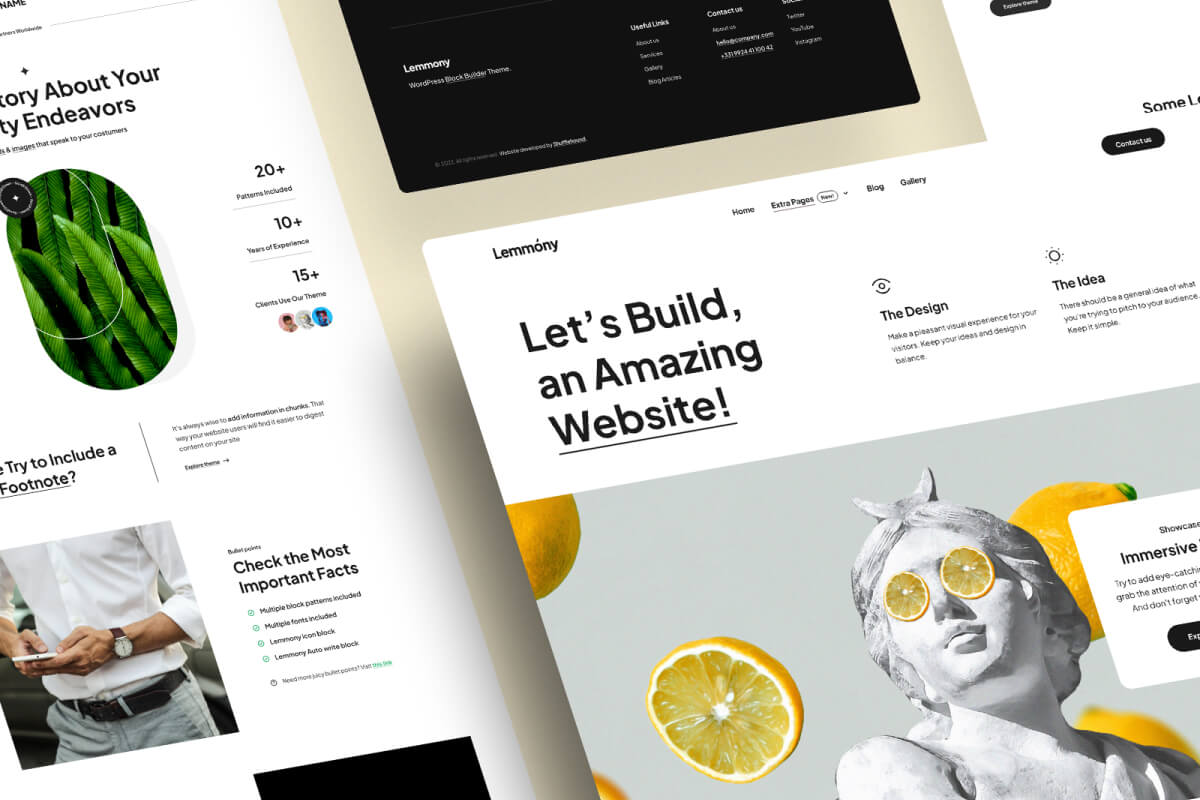 NAME
rtners Worldwide
tory About Your
ty Endeavors
ls & images that speak to your costumers
20+
Patterns Included
10+
Years of Experience
15+
Clients Use Our Theme
It's always wise to add information in chunks. That
way your website users will find it easier to digest
content on your site
Explore theme →
e Try to Include a
Footnote?
Bullet points
Check the Most
Important Facts
Multiple block patterns included
Multiple fonts included
Lemmony icon block
Lemmony Auto write block
Need more juicy bullet points? Visit this link
Lemmony
WordPress Block Builder Theme.
Useful Links
About us
Services
Gallery
Blog Articles
Contact us
About us
hello@company.com
+331 9924 41 100 42
Social
Twitter
YouTube
Instagram
© 2022. All rights reserved. Website developed by Shufflehound.
Explore theme
Some Le
Contact us
Lemmóny
Home
Extra Pages New!
Blog
Gallery
Let's Build,
an Amazing
Website!
The Design
Make a pleasant visual experience for your
visitors. Keep your ideas and design in
balance.
The Idea
There should be a general idea of what
you're trying to pitch to your audience.
Keep it simple.
Showcase
Immersive
Try to add eye-catchin
grab the attention of
And don't forget
Exp